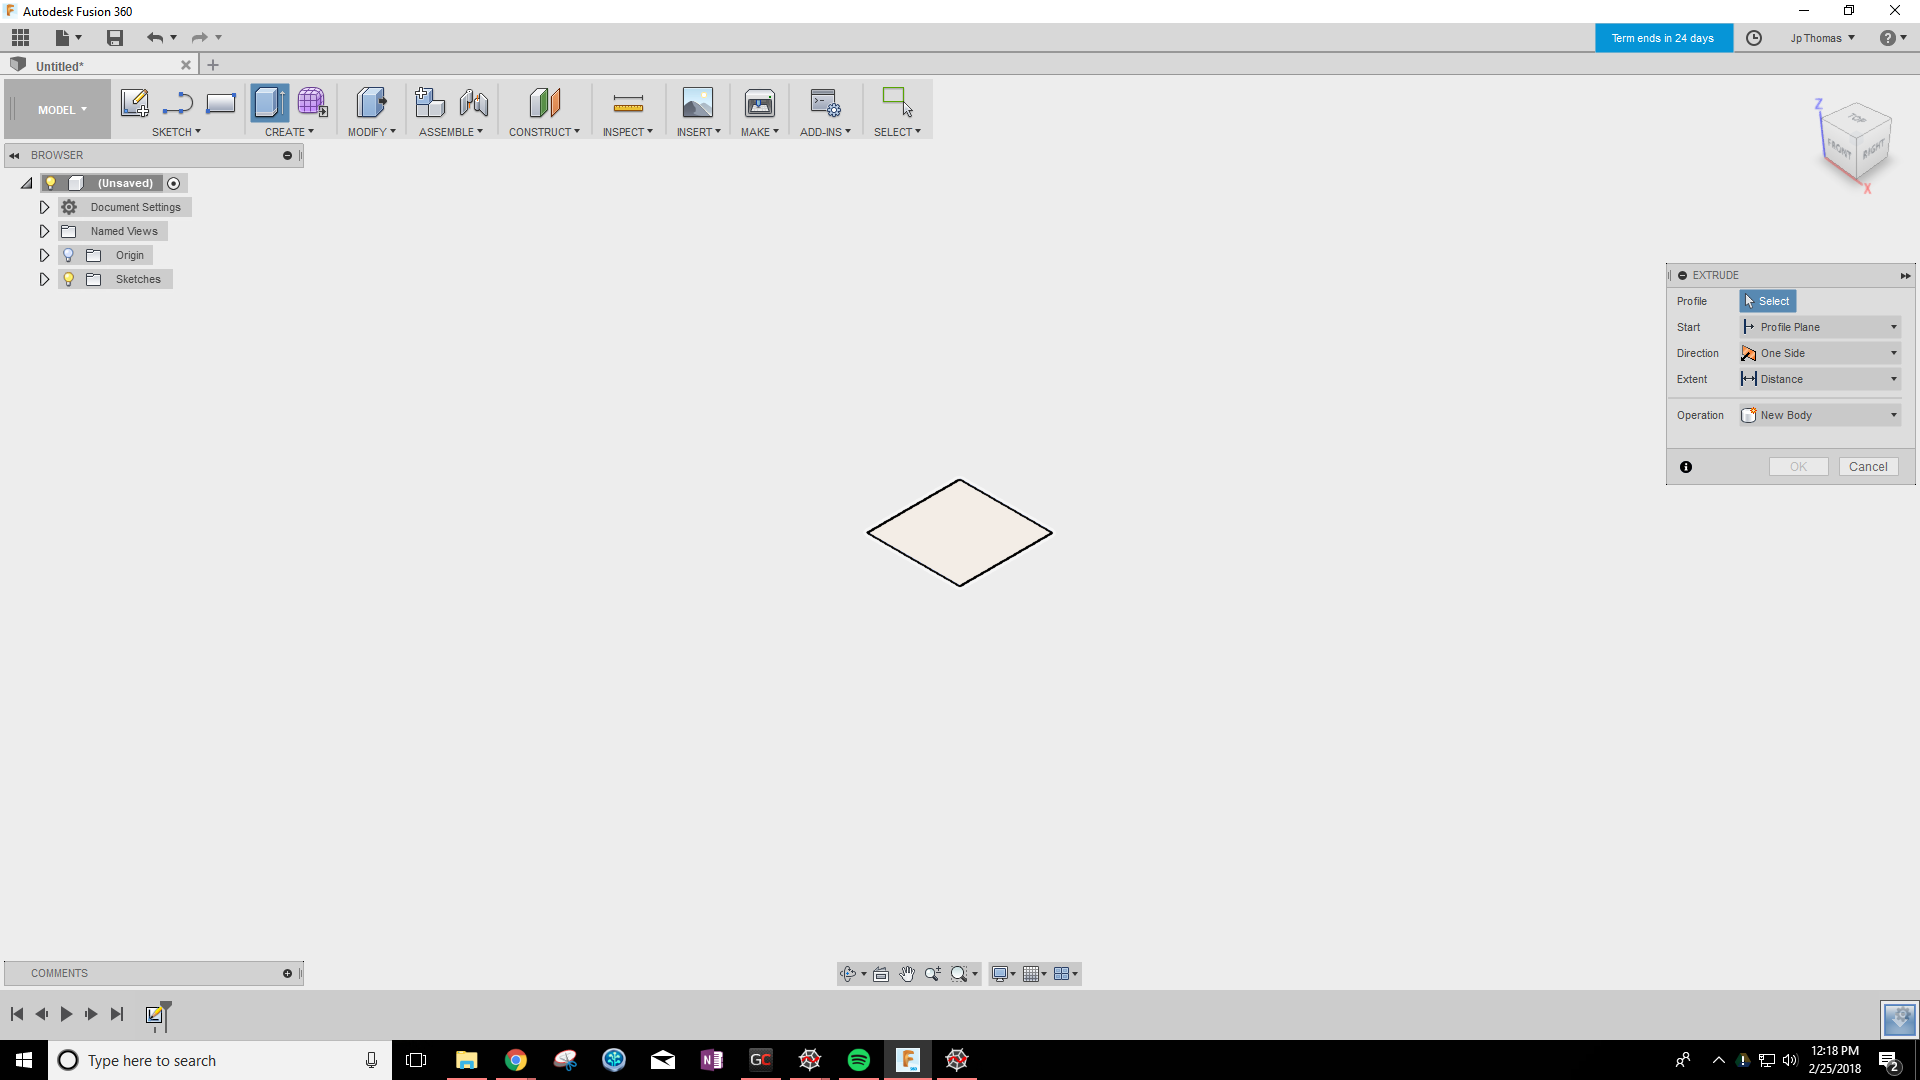 Autodesk Fusion 360
Term ends in 24 days
Jp Thomas
Untitled*
MODEL
SKETCH
CREATE
MODIFY
ASSEMBLE
CONSTRUCT
INSPECT
INSERT
MAKE
ADD-INS
SELECT
Z
TOP
FRONT
RIGHT
X
BROWSER
(Unsaved)
Document Settings
Named Views
Origin
Sketches
EXTRUDE
Profile Select
Start Profile Plane
Direction One Side
Extent Distance
Operation New Body
OK Cancel
COMMENTS
Type here to search
GC
12:18 PM
2/25/2018
2